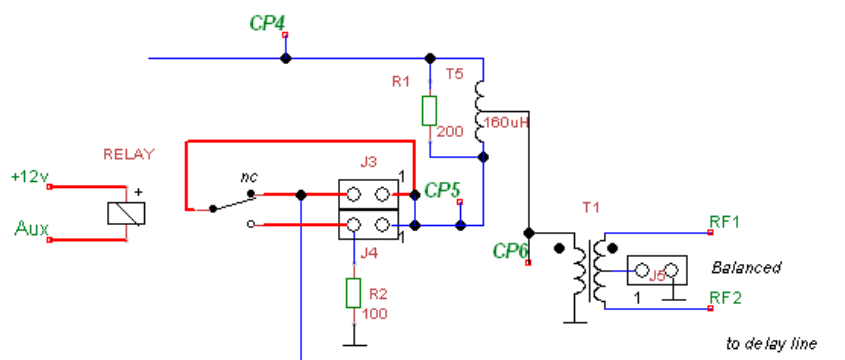 CP4
R1
T5
200
160uH
RELAY
J3
nc
1
+12v
+
CP5
T1
Aux
1
RF1
J4
CP6
Balanced
J5
R2
1
RF2
100
to delay line